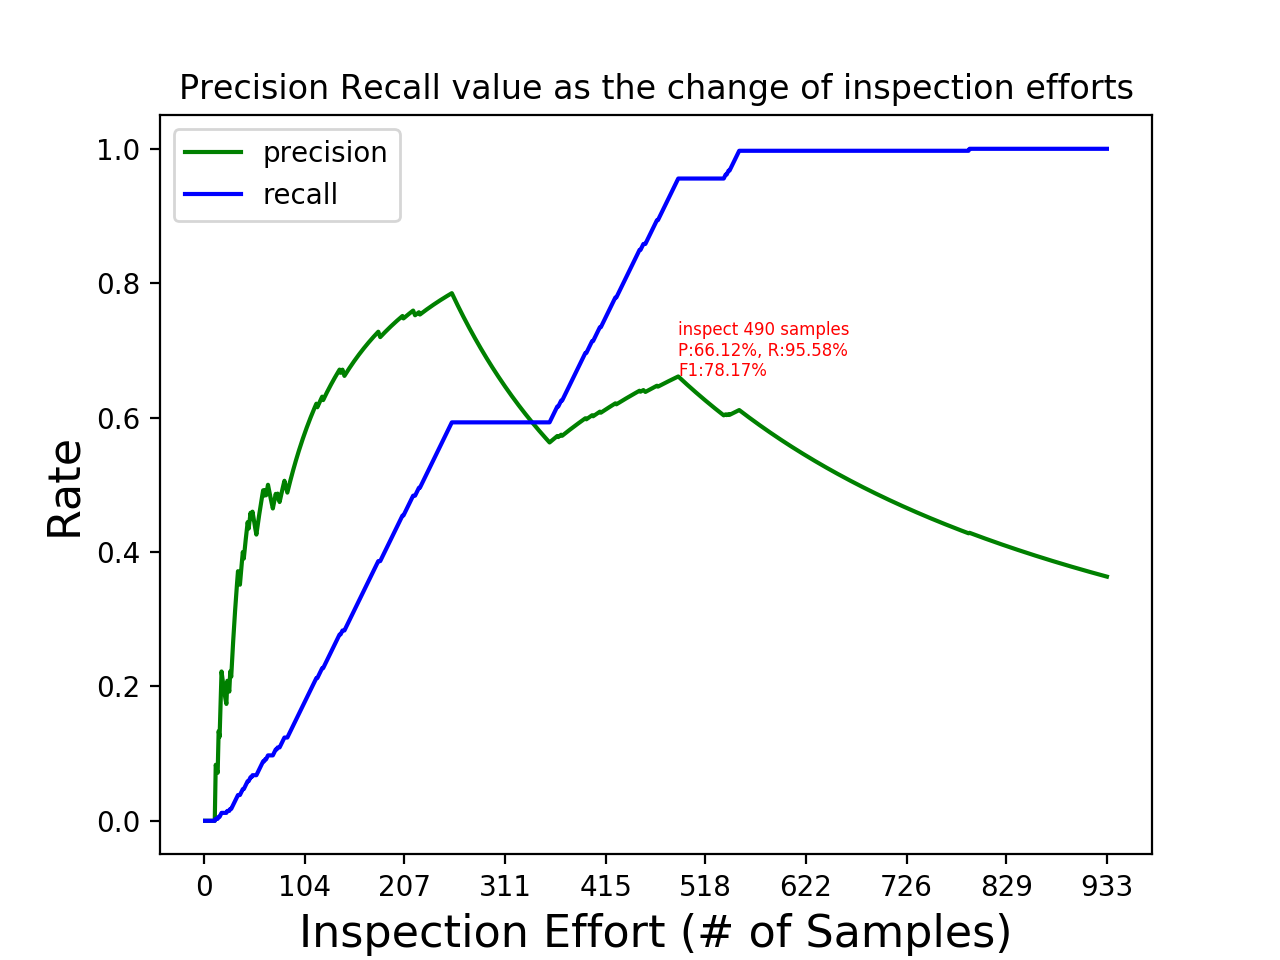 Precision Recall value as the change of inspection efforts
precision
recall
1.0
0.8
0.6
0.4
0.2
0.0
Rate
inspect 490 samples
P:66.12%, R:95.58%
F1:78.17%
0 104 207 311 415 518 622 726 829 933
Inspection Effort (# of Samples)